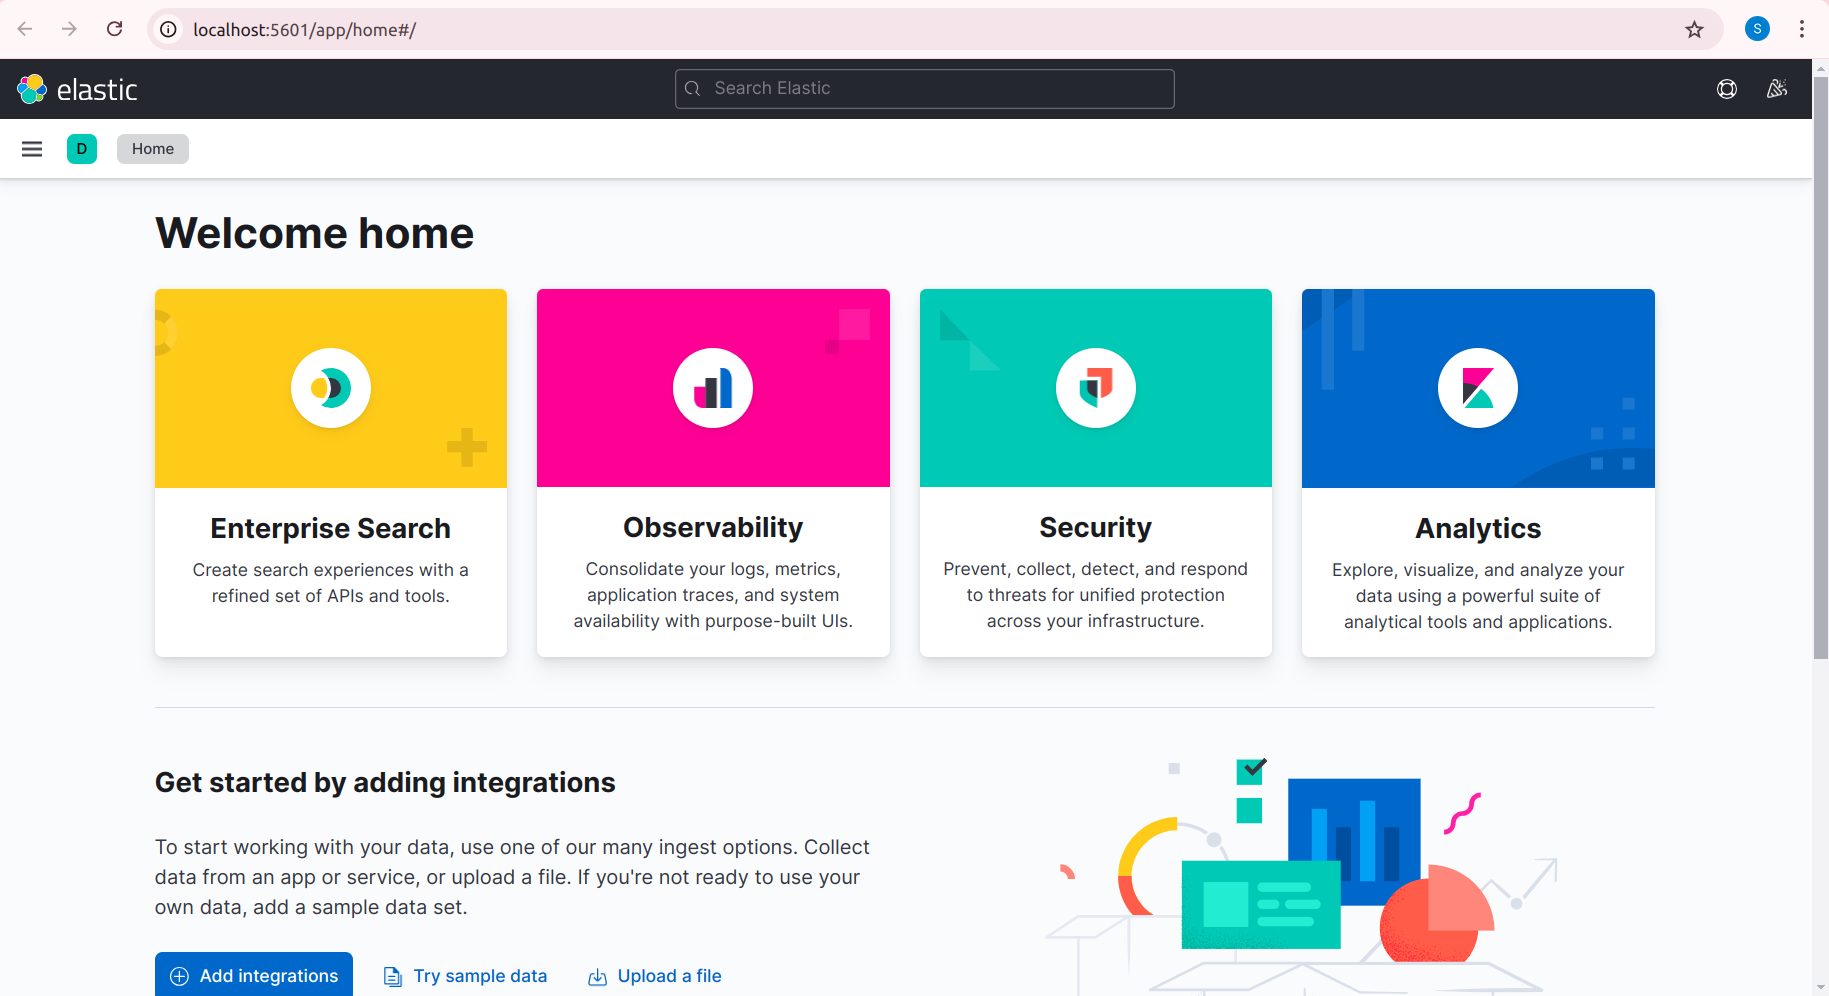 localhost:5601/app/home#/
S
elastic
Search Elastic
D
Home
Welcome home
Enterprise Search
Create search experiences with a
refined set of APIs and tools.
Observability
Consolidate your logs, metrics,
application traces, and system
availability with purpose-built UIs.
Security
Prevent, collect, detect, and respond
to threats for unified protection
across your infrastructure.
Analytics
Explore, visualize, and analyze your
data using a powerful suite of
analytical tools and applications.
Get started by adding integrations
To start working with your data, use one of our many ingest options. Collect
data from an app or service, or upload a file. If you're not ready to use your
own data, add a sample data set.
Add integrations
Try sample data
Upload a file